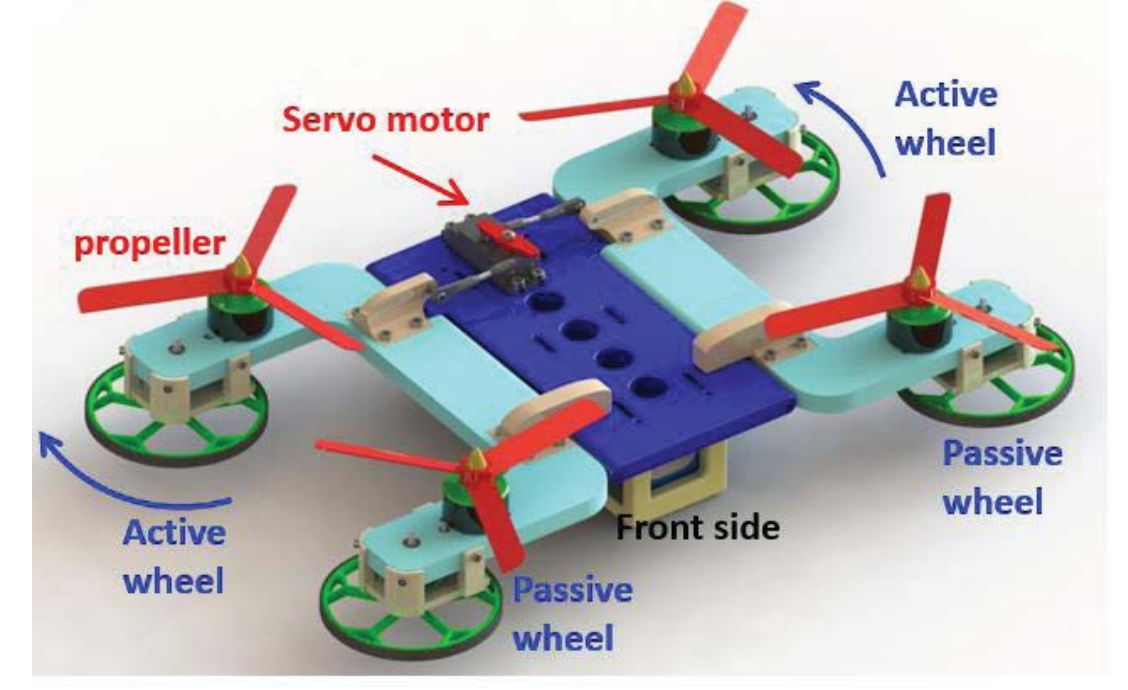 Active
wheel
Servo motor
propeller
Passive
wheel
Front side
Active
wheel
Passive
wheel